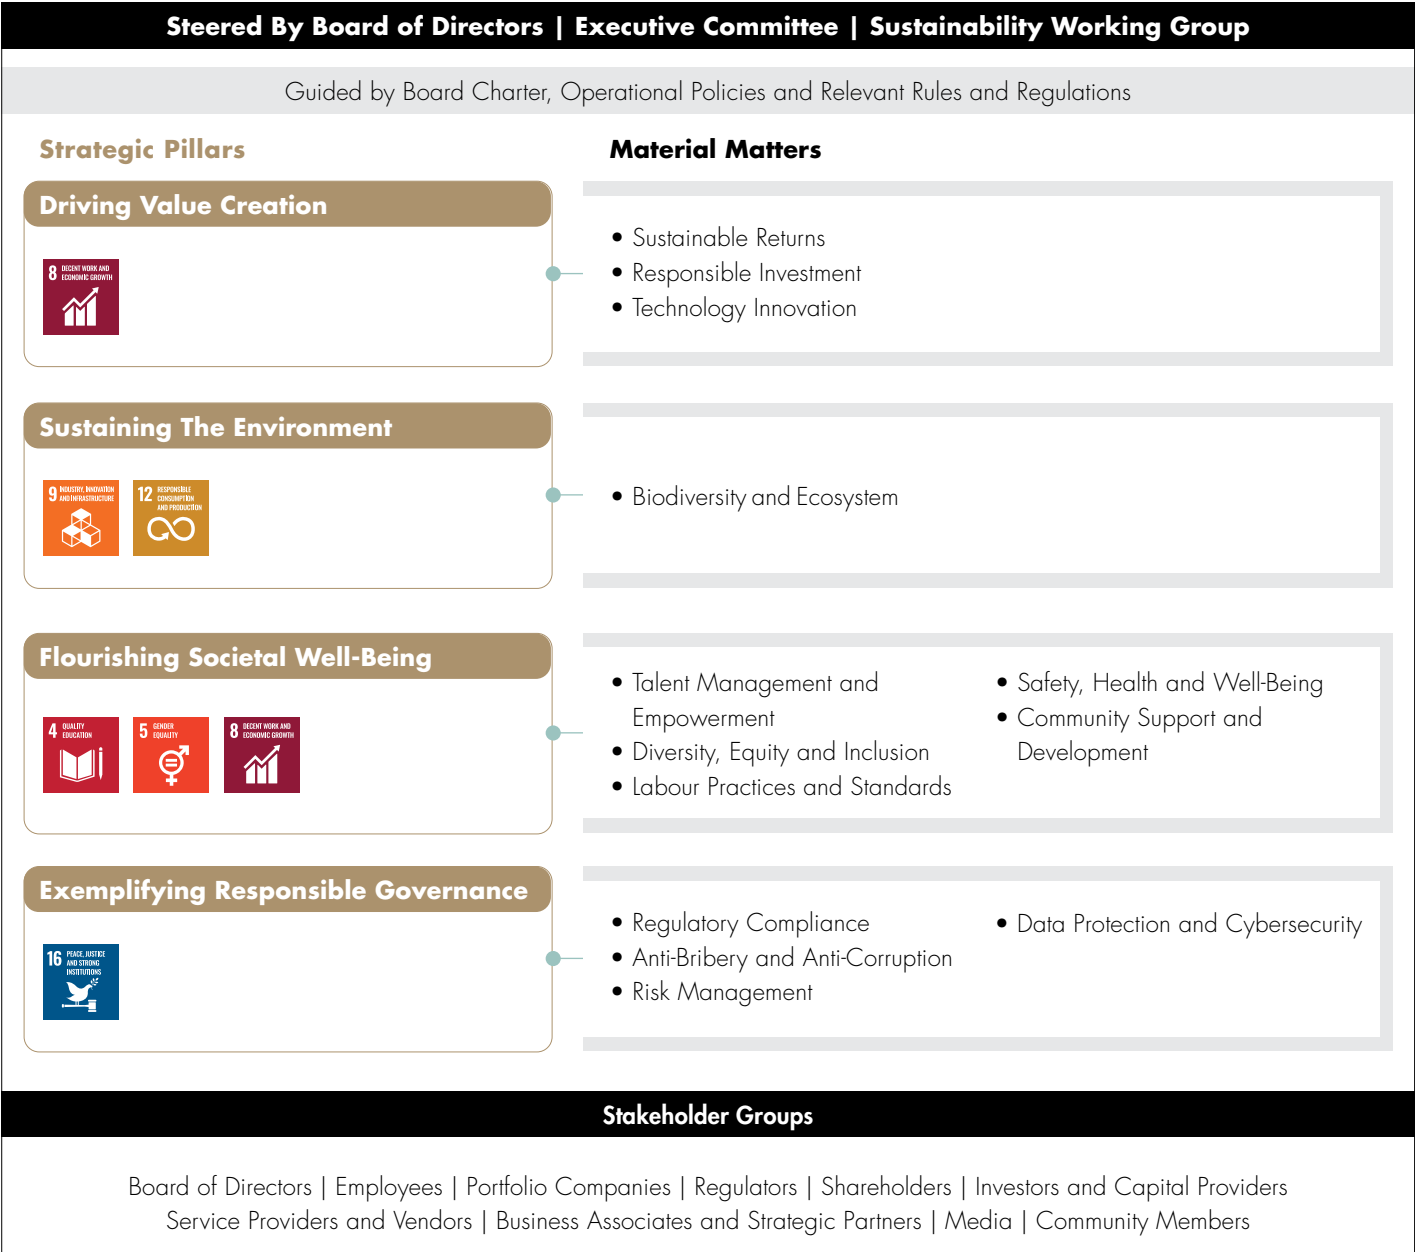 Steered By Board of Directors | Executive Committee | Sustainability Working Group
Guided by Board Charter, Operational Policies and Relevant Rules and Regulations
Strategic Pillars
Material Matters
Driving Value Creation
8 DECENT WORK AND
ECONOMIC GROWTH
• Sustainable Returns
• Responsible Investment
• Technology Innovation
Sustaining The Environment
9 INDUSTRY, INNOVATION
AND INFRASTRUCTURE
12 RESPONSIBLE
CONSUMPTION
AND PRODUCTION
• Biodiversity and Ecosystem
Flourishing Societal Well-Being
4 QUALITY
EDUCATION
5 GENDER
EQUALITY
8 DECENT WORK AND
ECONOMIC GROWTH
• Talent Management and
Empowerment
• Diversity, Equity and Inclusion
• Labour Practices and Standards
• Safety, Health and Well-Being
• Community Support and
Development
Exemplifying Responsible Governance
16 PEACE, JUSTICE
AND STRONG
INSTITUTIONS
• Regulatory Compliance
• Anti-Bribery and Anti-Corruption
• Risk Management
• Data Protection and Cybersecurity
Stakeholder Groups
Board of Directors | Employees | Portfolio Companies | Regulators | Shareholders | Investors and Capital Providers
Service Providers and Vendors | Business Associates and Strategic Partners | Media | Community Members